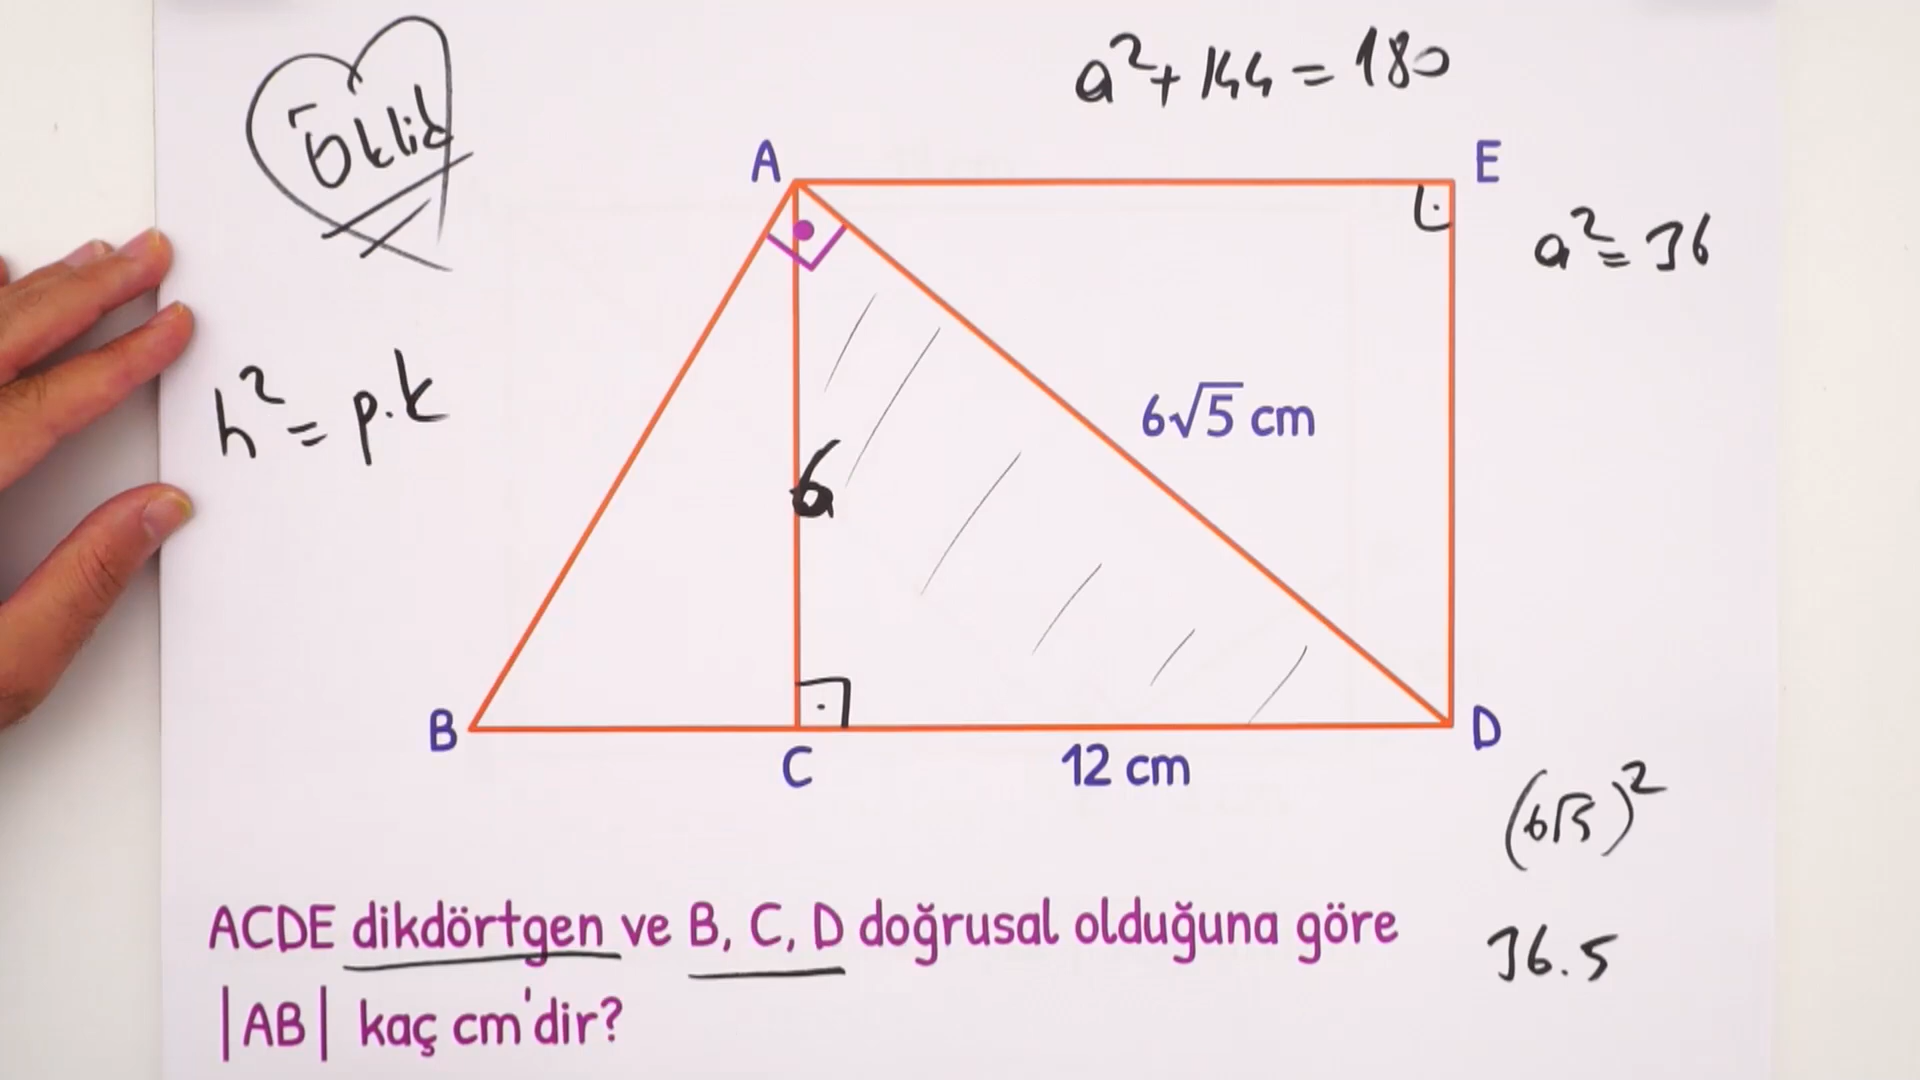 Öklid
a²+144=180
A
E
a²=36
h²=p.k
6√5 cm
6
B
C
12 cm
D
(6√5)²
36.5
ACDE dikdörtgen ve B, C, D doğrusal olduğuna göre
|AB| kaç cm'dir?